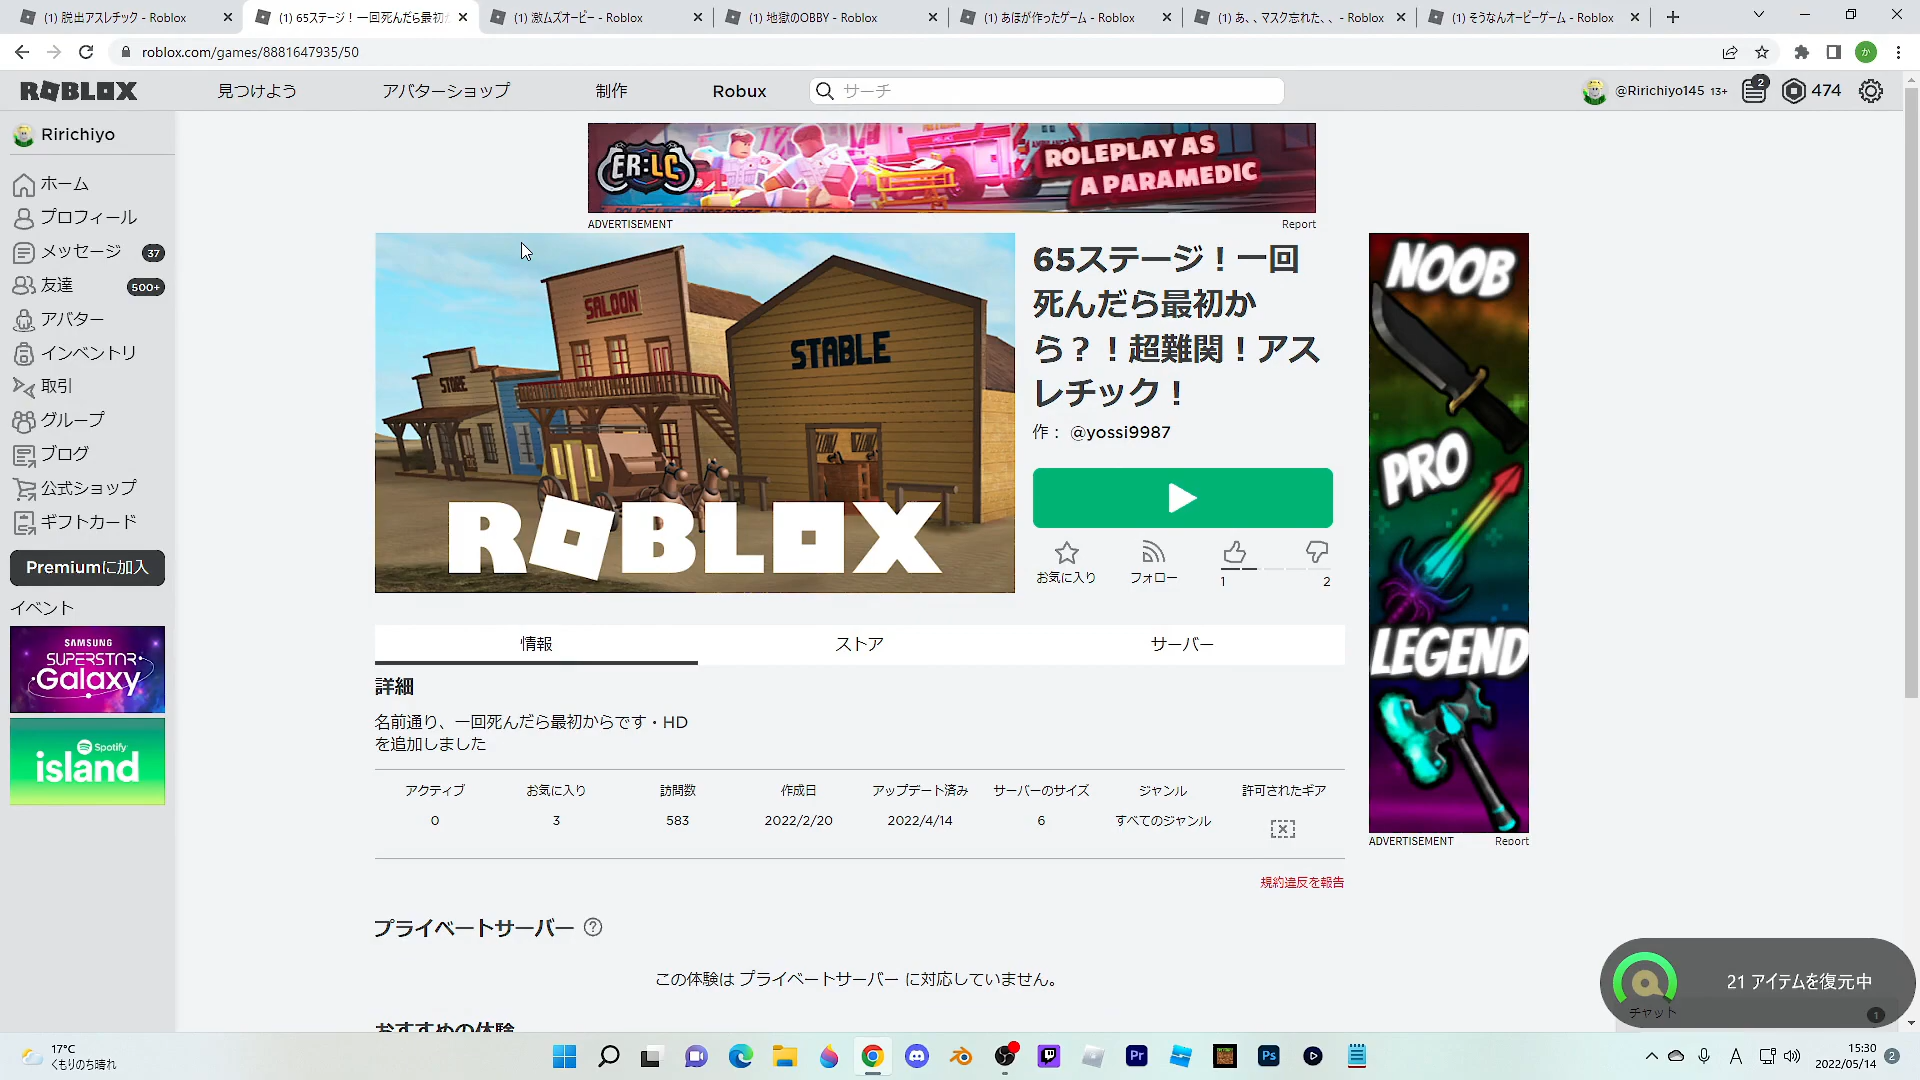 (1) 脱出アスレチック - Roblox
(1) 65ステージ！一回死んだら最初か
(1) 激ムズオービー - Roblox
(1) 地獄のOBBY - Roblox
(1) あほが作ったゲーム - Roblox
(1) あ、、マスク忘れた、、 - Roblox
(1) そうなんオービーゲーム - Roblox
roblox.com/games/8881647935/50
か
ROBLOX
見つけよう
アバターショップ
制作
Robux
サーチ
@Ririchiyo145 13+
2
474
Ririchiyo
ホーム
プロフィール
メッセージ 37
友達 500+
アバター
インベントリ
取引
グループ
ブログ
公式ショップ
ギフトカード
Premiumに加入
イベント
SAMSUNG
SUPERSTAR
Galaxy
Spotify
island
ER:LC
ROLEPLAY AS
A PARAMEDIC
ADVERTISEMENT
Report
STORE
SALOON
STABLE
ROBLOX
65ステージ！一回
死んだら最初か
ら？！超難関！アス
レチック！
作： @yossi9987
お気に入り
フォロー
1
2
情報
ストア
サーバー
詳細
名前通り、一回死んだら最初からです・HD
を追加しました
アクティブ お気に入り 訪問数 作成日 アップデート済み サーバーのサイズ ジャンル 許可されたギア
0 3 583 2022/2/20 2022/4/14 6 すべてのジャンル
規約違反を報告
プライベートサーバー
この体験は プライベートサーバー に対応していません。
おすすめの体験
NOOB
PRO
LEGEND
ADVERTISEMENT
Report
21 アイテムを復元中
チャット
1
17°C
くもりのち晴れ
Pr
Ps
A
15:30
2022/05/14
2